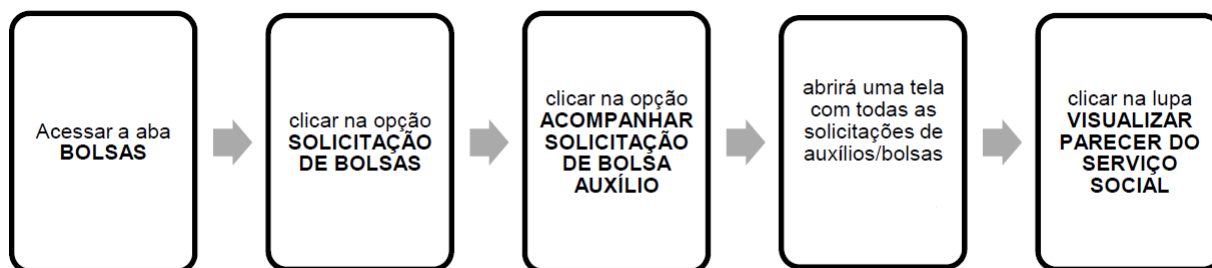 Acessar a aba
BOLSAS
clicar na opção
SOLICITAÇÃO
DE BOLSAS
clicar na opção
ACOMPANHAR
SOLICITAÇÃO
DE BOLSA
AUXÍLIO
abrirá uma tela
com todas as
solicitações de
auxílios/bolsas
clicar na lupa
VISUALIZAR
PARECER DO
SERVIÇO
SOCIAL